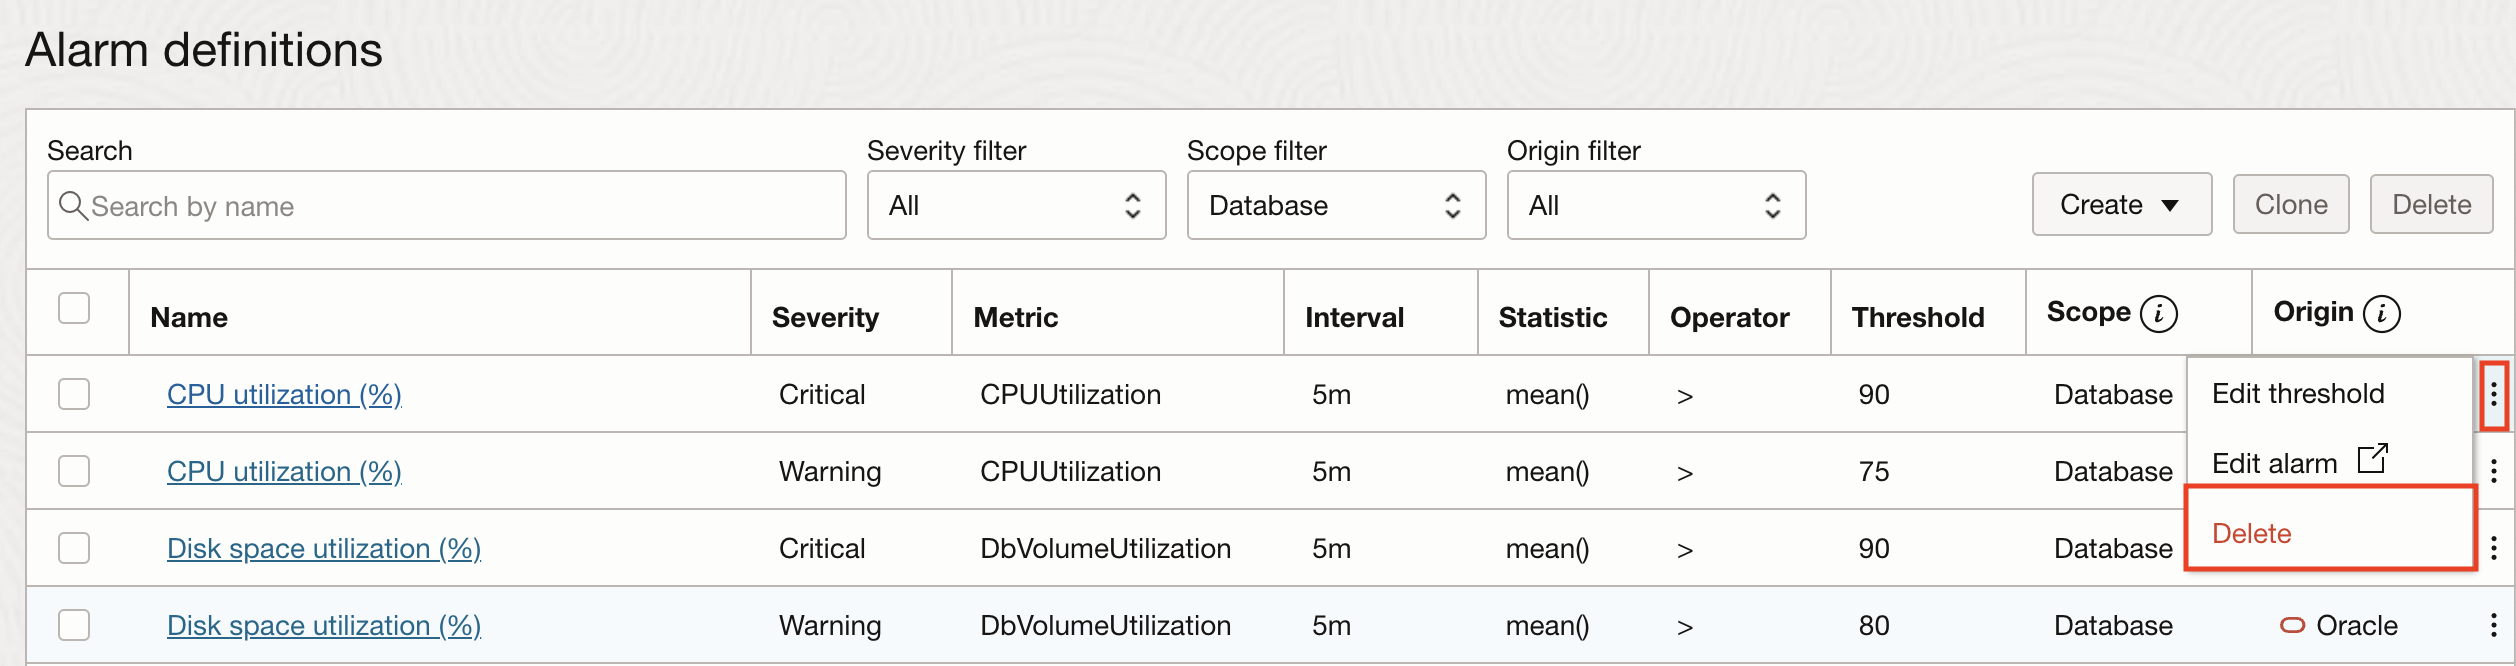 Alarm definitions
Search Severity filter Scope filter Origin filter
Search by name All Database All Create Clone Delete
Name Severity Metric Interval Statistic Operator Threshold Scope i Origin i
CPU utilization (%) Critical CPUUtilization 5m mean() > 90 Database Edit threshold
CPU utilization (%) Warning CPUUtilization 5m mean() > 75 Database Edit alarm
Disk space utilization (%) Critical DbVolumeUtilization 5m mean() > 90 Database Delete
Disk space utilization (%) Warning DbVolumeUtilization 5m mean() > 80 Database Oracle